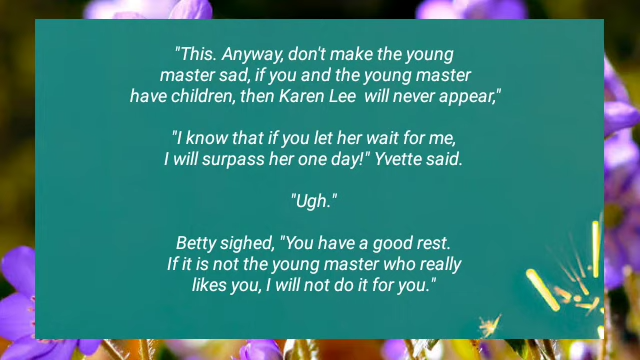 "This. Anyway, don't make the young
master sad, if you and the young master
have children, then Karen Lee  will never appear,"
"I know that if you let her wait for me,
I will surpass her one day!" Yvette said.
"Ugh."
Betty sighed, "You have a good rest.
If it is not the young master who really
likes you, I will not do it for you."